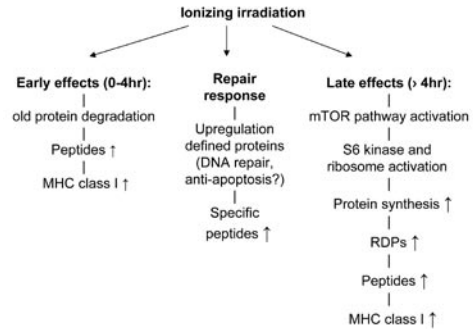 Ionizing irradiation
Early effects (0-4hr):
old protein degradation
Peptides ↑
MHC class I ↑
Repair
response
Upregulation
defined proteins
(DNA repair,
anti-apoptosis?)
Specific
peptides ↑
Late effects (> 4hr):
mTOR pathway activation
S6 kinase and
ribosome activation
Protein synthesis ↑
RDPs ↑
Peptides ↑
MHC class I ↑